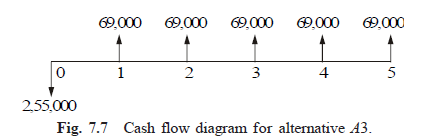 69,000 69,000 69,000 69,000 69,000
0 1 2 3 4 5
2,55,000
Fig. 7.7 Cash flow diagram for alternative A3.